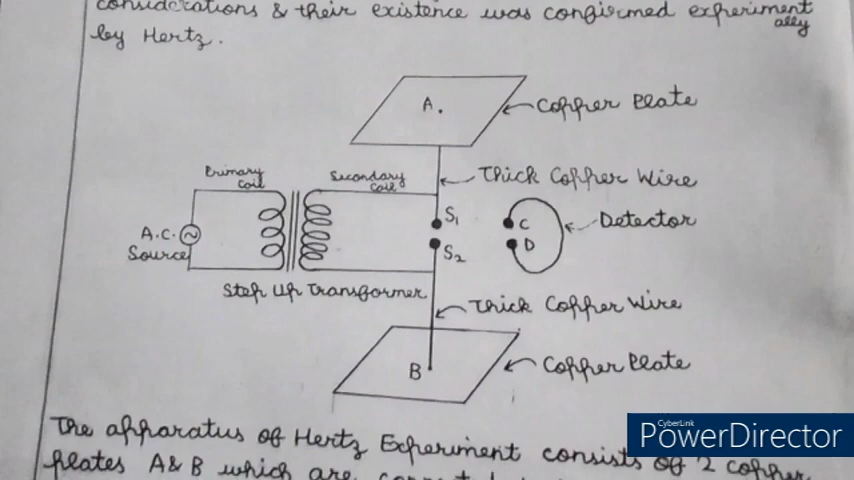 considerations & their existence was confirmed experimentally
by Hertz.
A.
Copper Plate
Primary
coil
Secondary
coil
Thick Copper Wire
S1
C
Detector
A.C.
Source
D
S2
Step Up Transformer
Thick Copper Wire
B
Copper Plate
The apparatus of Hertz Experiment consists of 2 copper
plates A & B which are
CyberLink
PowerDirector